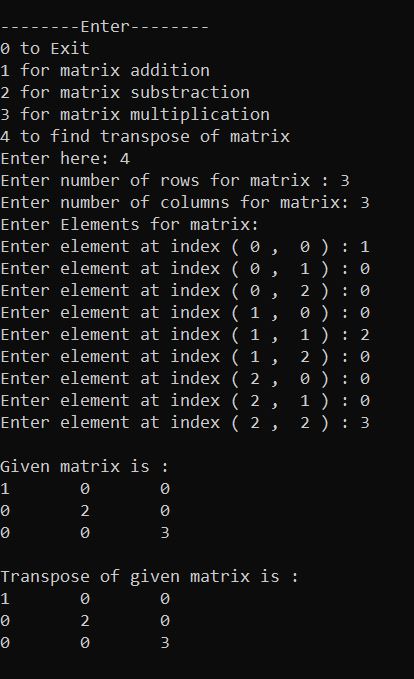 --------Enter--------
0 to Exit
1 for matrix addition
2 for matrix substraction
3 for matrix multiplication
4 to find transpose of matrix
Enter here: 4
Enter number of rows for matrix : 3
Enter number of columns for matrix: 3
Enter Elements for matrix:
Enter element at index ( 0 ,  0 ) : 1
Enter element at index ( 0 ,  1 ) : 0
Enter element at index ( 0 ,  2 ) : 0
Enter element at index ( 1 ,  0 ) : 0
Enter element at index ( 1 ,  1 ) : 2
Enter element at index ( 1 ,  2 ) : 0
Enter element at index ( 2 ,  0 ) : 0
Enter element at index ( 2 ,  1 ) : 0
Enter element at index ( 2 ,  2 ) : 3

Given matrix is :
1       0       0
0       2       0
0       0       3

Transpose of given matrix is :
1       0       0
0       2       0
0       0       3